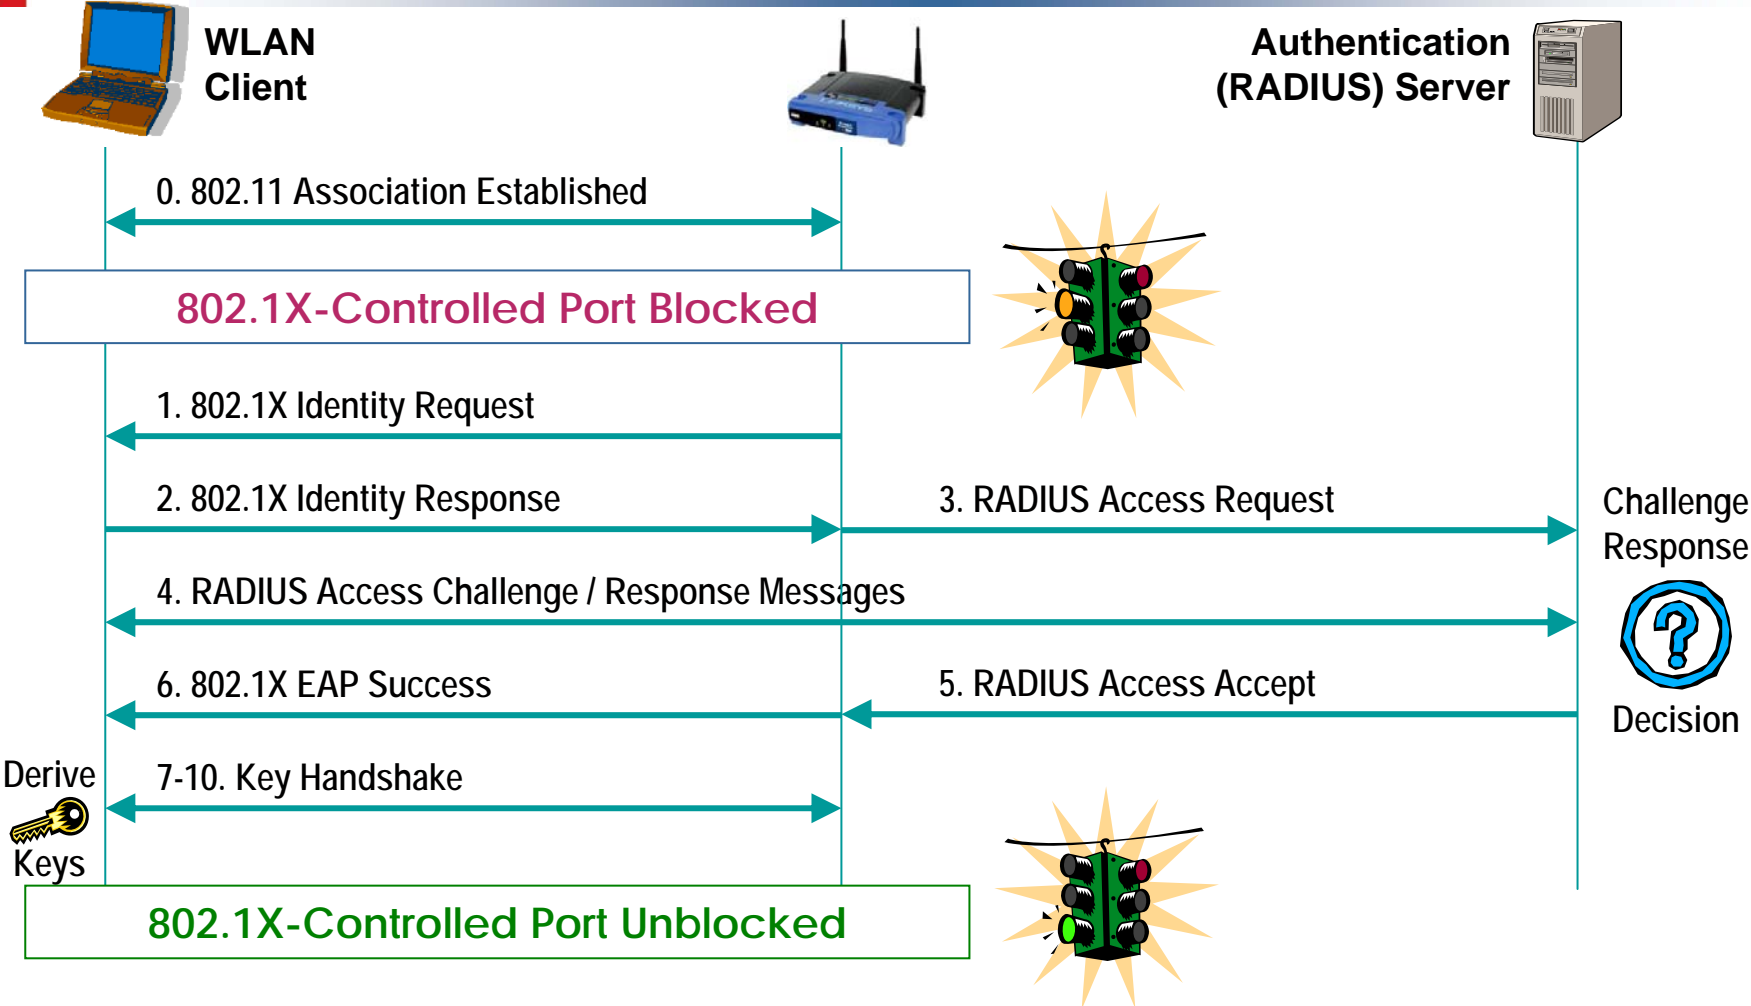 WLAN
Client
Authentication
(RADIUS) Server
0. 802.11 Association Established
802.1X-Controlled Port Blocked
1. 802.1X Identity Request
2. 802.1X Identity Response
3. RADIUS Access Request
Challenge
Response
4. RADIUS Access Challenge / Response Messages
6. 802.1X EAP Success
5. RADIUS Access Accept
?
Decision
Derive
Keys
7-10. Key Handshake
802.1X-Controlled Port Unblocked